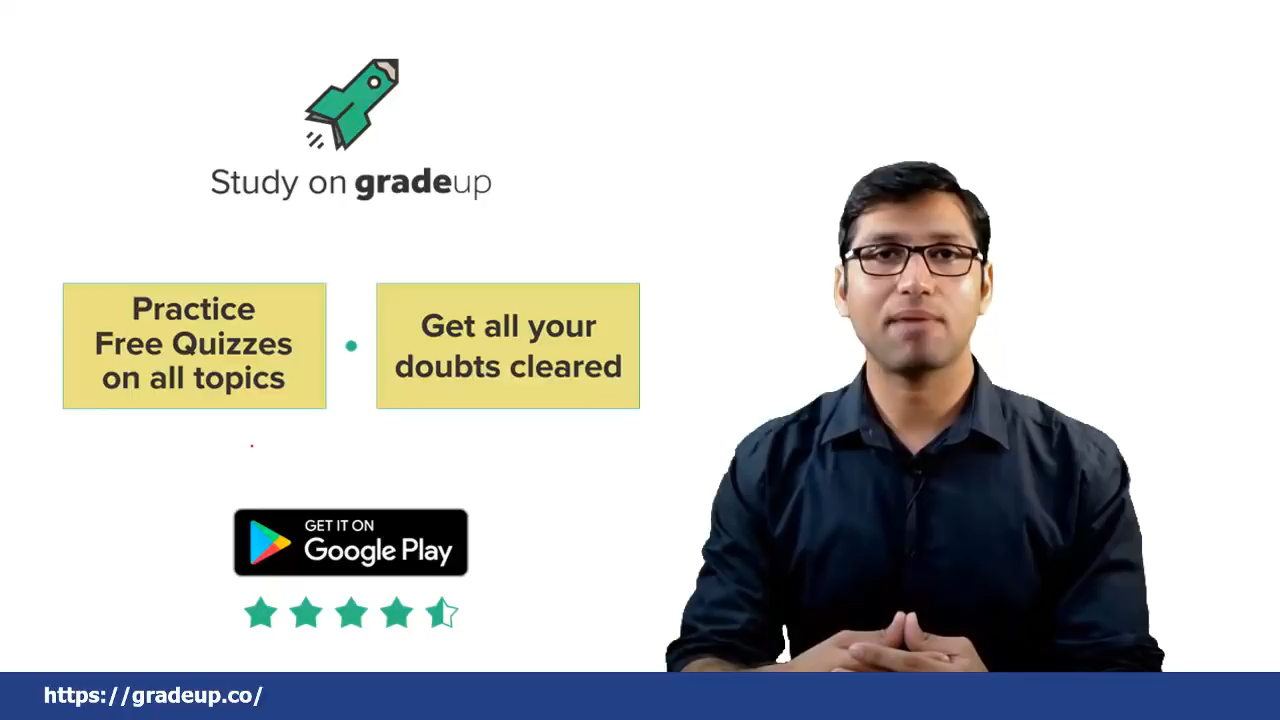 Study on gradeup
Practice
Free Quizzes
on all topics
Get all your
doubts cleared
GET IT ON
Google Play
https://gradeup.co/